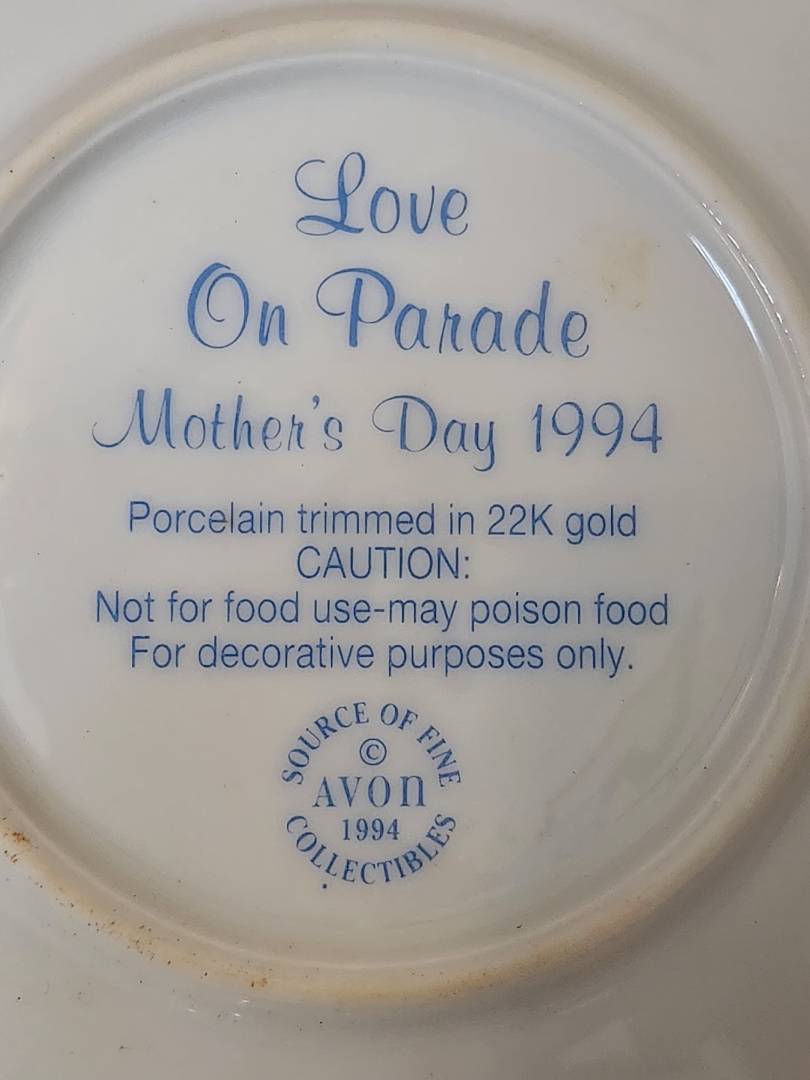 Love
On Parade
Mother's Day 1994
Porcelain trimmed in 22K gold
CAUTION:
Not for food use-may poison food
For decorative purposes only.
SOURCE OF FINE
©
AVON
1994
COLLECTIBLES